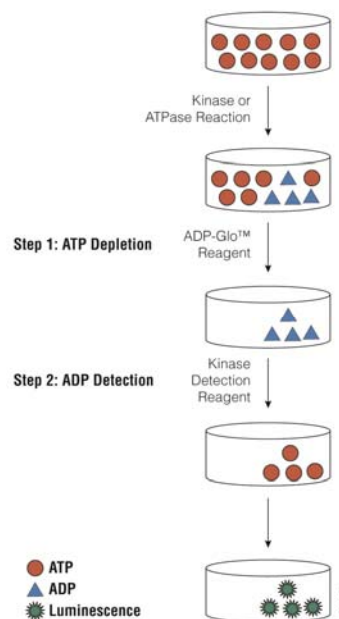 Kinase or
ATPase Reaction
Step 1: ATP Depletion
ADP-Glo™
Reagent
Step 2: ADP Detection
Kinase
Detection
Reagent
ATP
ADP
Luminescence